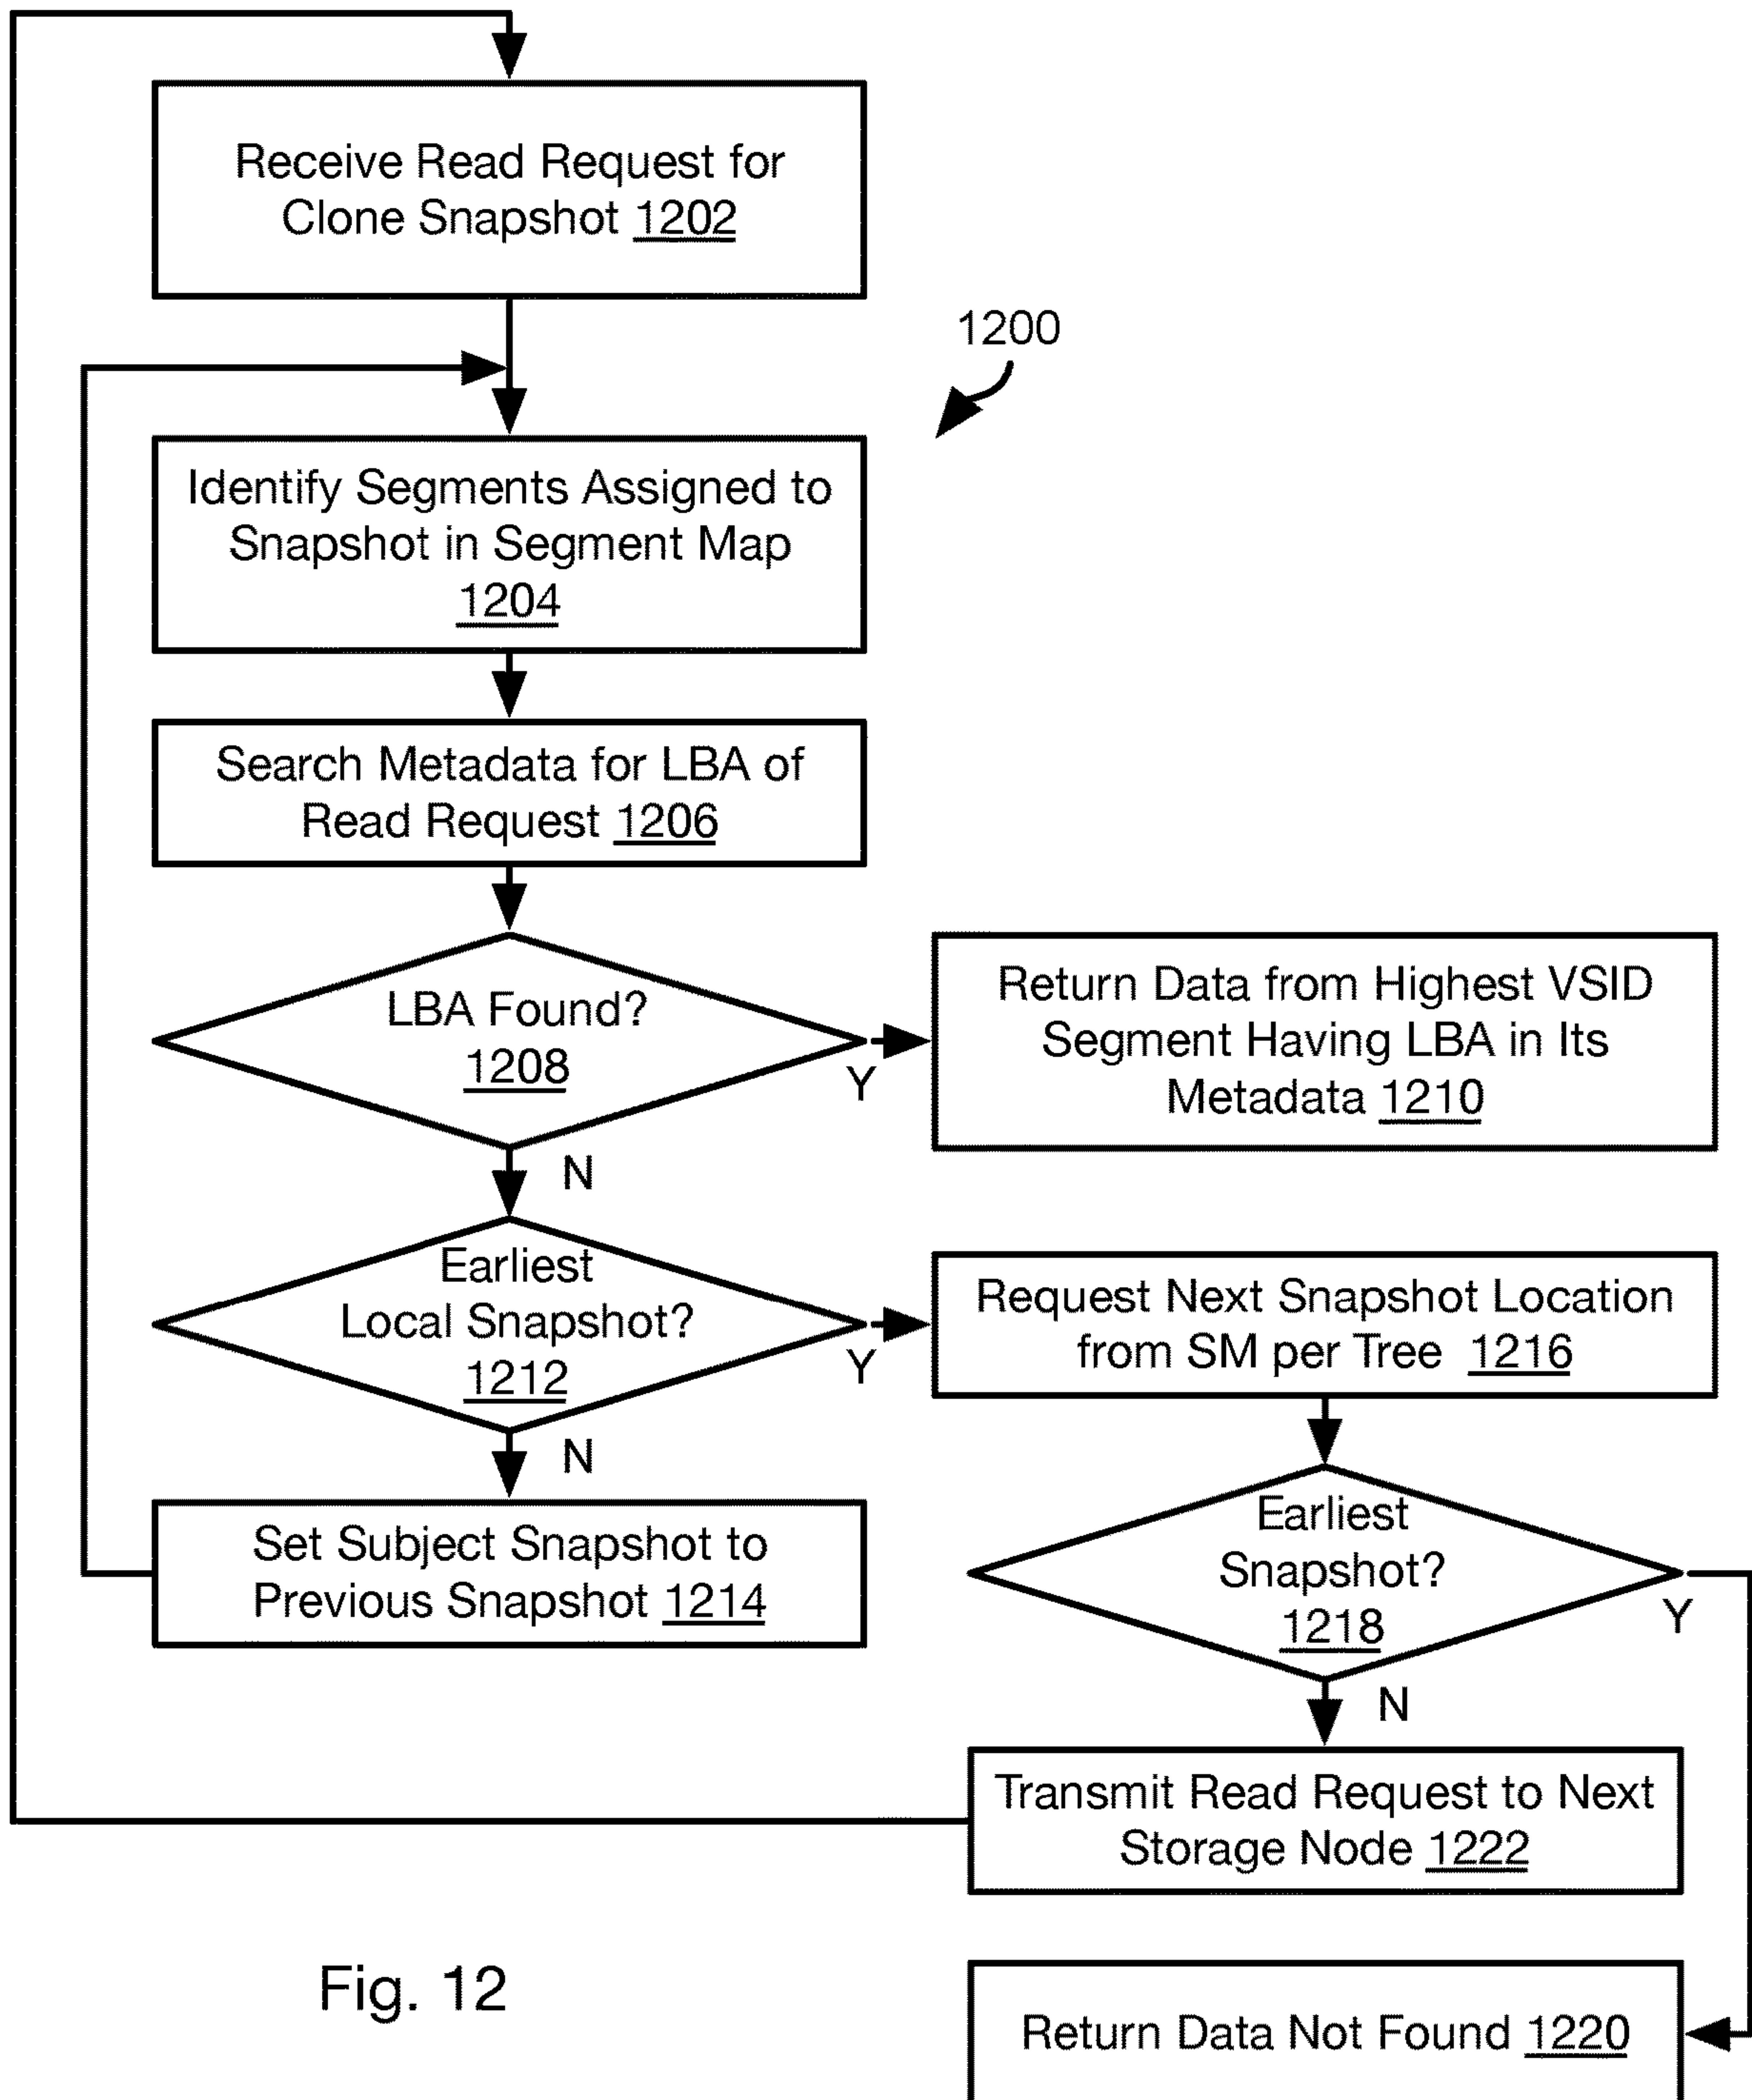 Receive Read Request for
Clone Snapshot 1202
1200
Identify Segments Assigned to
Snapshot in Segment Map
1204
Search Metadata for LBA of
Read Request 1206
LBA Found?
1208
Y
N
Return Data from Highest VSID
Segment Having LBA in Its
Metadata 1210
Earliest
Local Snapshot?
1212
Y
N
Request Next Snapshot Location
from SM per Tree 1216
Set Subject Snapshot to
Previous Snapshot 1214
Earliest
Snapshot?
1218
Y
N
Transmit Read Request to Next
Storage Node 1222
Return Data Not Found 1220
Fig. 12